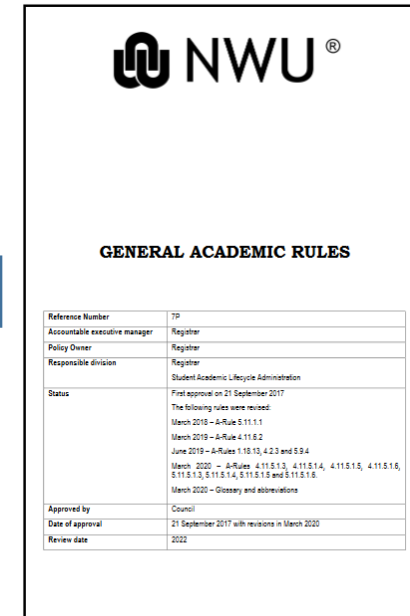 NWU ®
GENERAL ACADEMIC RULES
Reference Number 7P
Accountable executive manager Registrar
Policy Owner Registrar
Responsible division Registrar
Student Academic Lifecycle Administration
Status First approval on 21 September 2017
The following rules were revised:
March 2018 – A-Rule 5.11.1.1
March 2019 – A-Rule 4.11.6.2
June 2019 – A-Rules 1.18.13, 4.2.3 and 5.9.4
March 2020 – A-Rules 4.11.5.1.3, 4.11.5.1.4, 4.11.5.1.5, 4.11.5.1.6,
5.11.5.1.3, 5.11.5.1.4, 5.11.5.1.5 and 5.11.5.1.6.
March 2020 – Glossary and abbreviations
Approved by Council
Date of approval 21 September 2017 with revisions in March 2020
Review date 2022